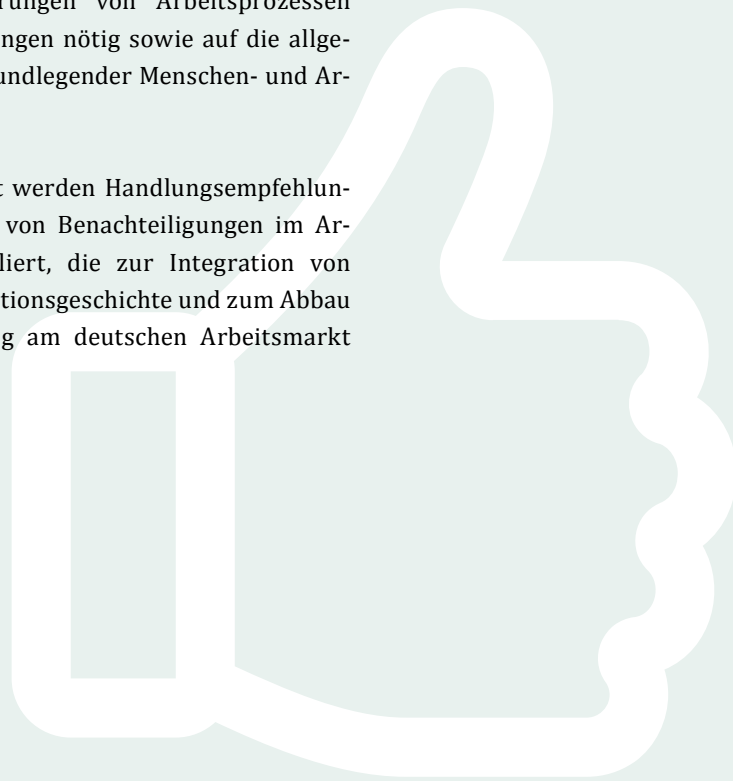 rungen von Arbeitsprozessen
ngen nötig sowie auf die allge-
undlegender Menschen- und Ar-
t werden Handlungsempfehlun-
von Benachteiligungen im Ar-
liert, die zur Integration von
tionsgeschichte und zum Abbau
g am deutschen Arbeitsmarkt